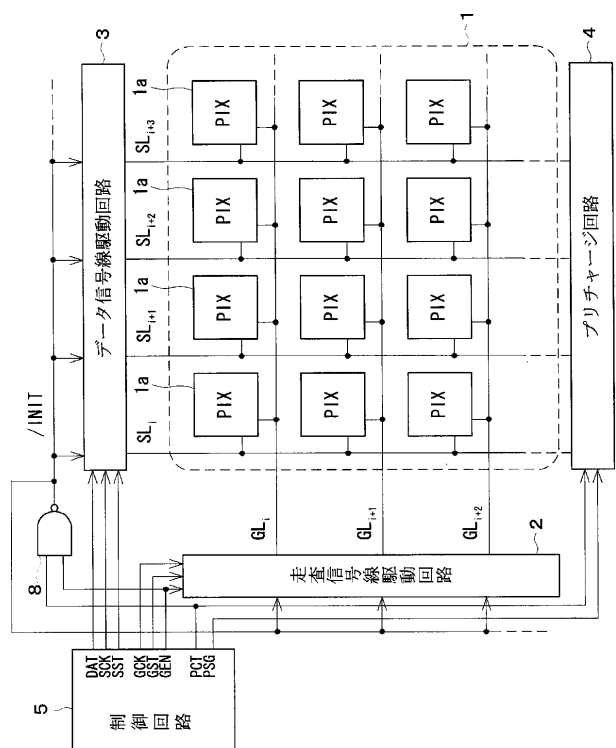 /INIT
3
データ信号線駆動回路
8
SLi
1a
SLi+1
1a
SLi+2
1a
SLi+3
1a
1
PIX
PIX
PIX
PIX
PIX
PIX
PIX
PIX
PIX
PIX
PIX
PIX
GLi
GLi+1
GLi+2
2
走査信号線駆動回路
4
プリチャージ回路
5
制御回路
DAT
SCK
SST
GCK
GST
GEN
PCT
PSG